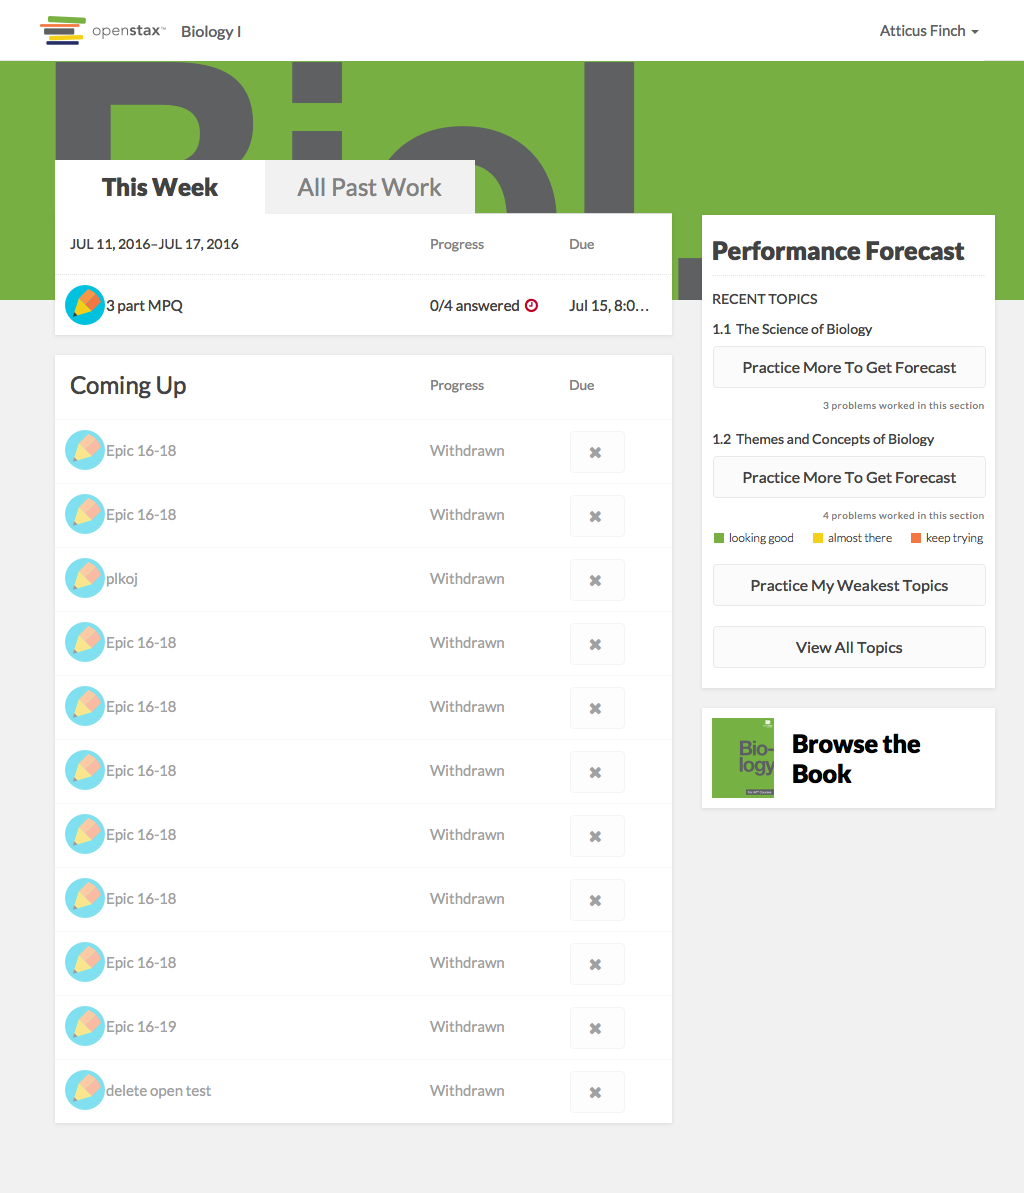 openstax™ Biology I
Atticus Finch
Biol
This Week
All Past Work
JUL 11, 2016–JUL 17, 2016 Progress Due
3 part MPQ 0/4 answered Jul 15, 8:0…
Coming Up Progress Due
Epic 16-18 Withdrawn
Epic 16-18 Withdrawn
plkoj Withdrawn
Epic 16-18 Withdrawn
Epic 16-18 Withdrawn
Epic 16-18 Withdrawn
Epic 16-18 Withdrawn
Epic 16-18 Withdrawn
Epic 16-18 Withdrawn
Epic 16-19 Withdrawn
delete open test Withdrawn
Performance Forecast
RECENT TOPICS
1.1 The Science of Biology
Practice More To Get Forecast
3 problems worked in this section
1.2 Themes and Concepts of Biology
Practice More To Get Forecast
4 problems worked in this section
looking good almost there keep trying
Practice My Weakest Topics
View All Topics
Bio-
logy
Browse the
Book